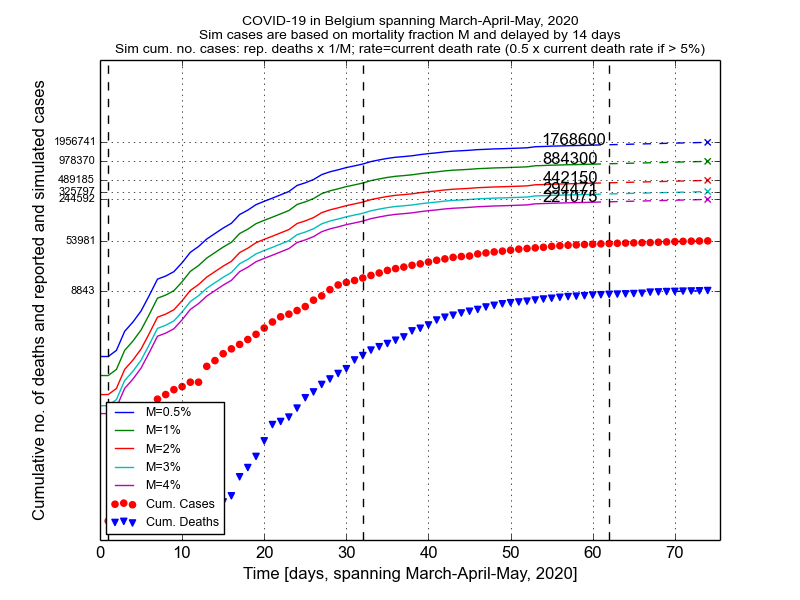 COVID-19 in Belgium spanning March-April-May, 2020
Sim cases are based on mortality fraction M and delayed by 14 days
Sim cum. no. cases: rep. deaths x 1/M; rate=current death rate (0.5 x current death rate if > 5%)
Cumulative no. of deaths and reported and simulated cases
1956741
978370
489185
325797
244592
53981
8843
1768600
884300
442150
294471
221075
M=0.5%
M=1%
M=2%
M=3%
M=4%
Cum. Cases
Cum. Deaths
0 10 20 30 40 50 60 70
Time [days, spanning March-April-May, 2020]